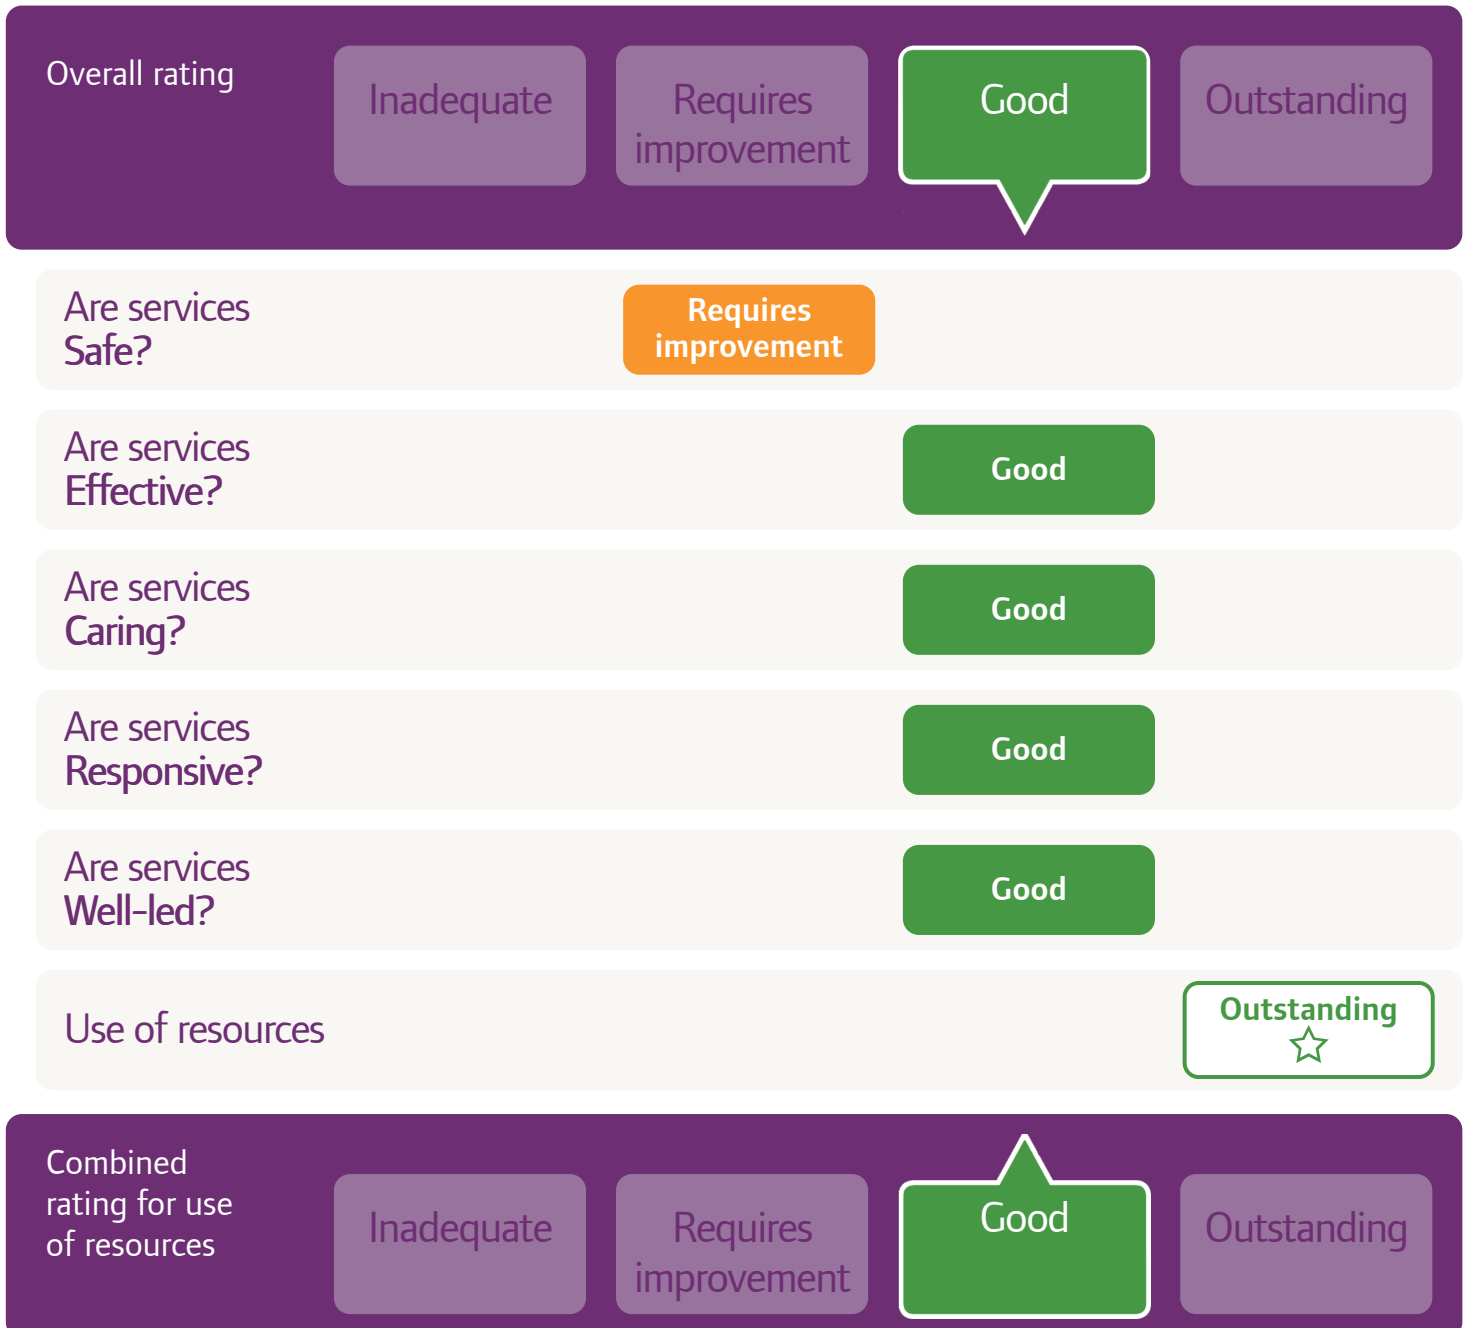 Overall rating
Inadequate
Requires
improvement
Good
Outstanding
Are services
Safe?
Requires
improvement
Are services
Effective?
Good
Are services
Caring?
Good
Are services
Responsive?
Good
Are services
Well-led?
Good
Use of resources
Outstanding
Combined
rating for use
of resources
Inadequate
Requires
improvement
Good
Outstanding